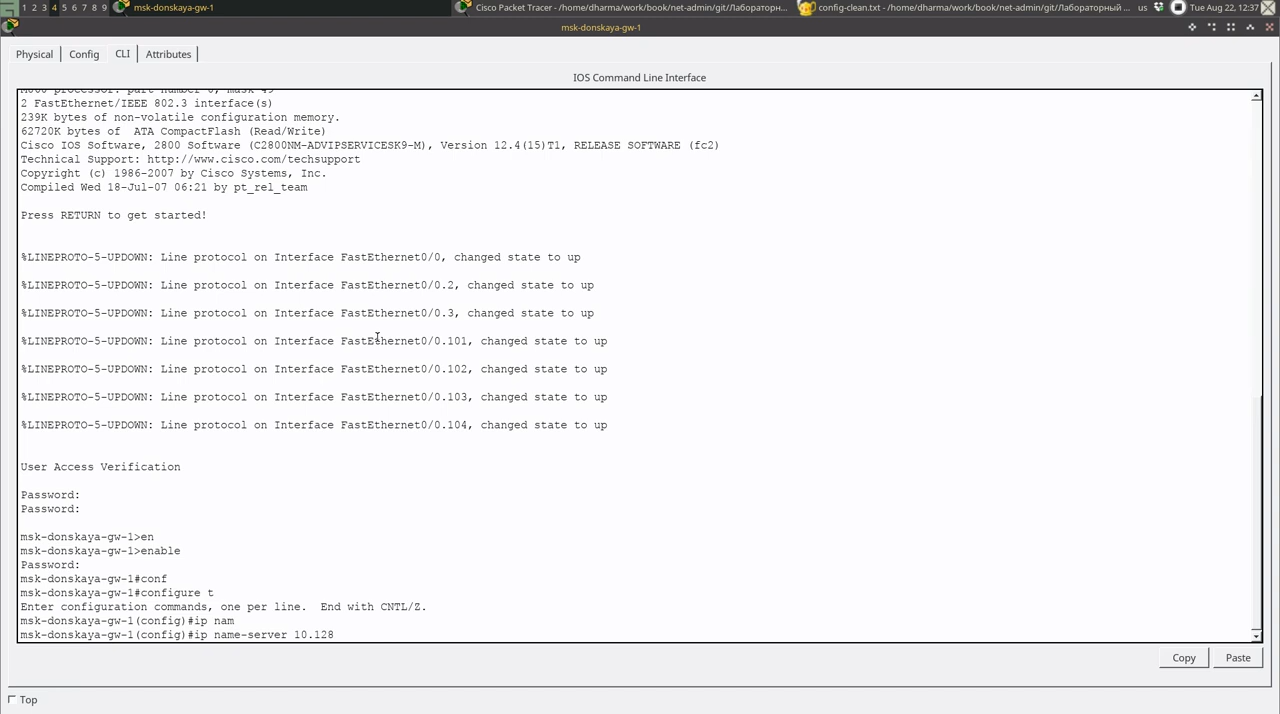 1 2 3 4 5 6 7 8 9
msk-donskaya-gw-1
Cisco Packet Tracer - /home/dharma/work/book/net-admin/git/Лабораторн...
config-clean.txt - /home/dharma/work/book/net-admin/git/Лабораторный ...
us
Tue Aug 22, 12:37
msk-donskaya-gw-1
Physical
Config
CLI
Attributes
IOS Command Line Interface
M860 processor: part number 0, mask 49
2 FastEthernet/IEEE 802.3 interface(s)
239K bytes of non-volatile configuration memory.
62720K bytes of  ATA CompactFlash (Read/Write)
Cisco IOS Software, 2800 Software (C2800NM-ADVIPSERVICESK9-M), Version 12.4(15)T1, RELEASE SOFTWARE (fc2)
Technical Support: http://www.cisco.com/techsupport
Copyright (c) 1986-2007 by Cisco Systems, Inc.
Compiled Wed 18-Jul-07 06:21 by pt_rel_team
Press RETURN to get started!
%LINEPROTO-5-UPDOWN: Line protocol on Interface FastEthernet0/0, changed state to up
%LINEPROTO-5-UPDOWN: Line protocol on Interface FastEthernet0/0.2, changed state to up
%LINEPROTO-5-UPDOWN: Line protocol on Interface FastEthernet0/0.3, changed state to up
%LINEPROTO-5-UPDOWN: Line protocol on Interface FastEthernet0/0.101, changed state to up
%LINEPROTO-5-UPDOWN: Line protocol on Interface FastEthernet0/0.102, changed state to up
%LINEPROTO-5-UPDOWN: Line protocol on Interface FastEthernet0/0.103, changed state to up
%LINEPROTO-5-UPDOWN: Line protocol on Interface FastEthernet0/0.104, changed state to up
User Access Verification
Password:
Password:
msk-donskaya-gw-1>en
msk-donskaya-gw-1>enable
Password:
msk-donskaya-gw-1#conf
msk-donskaya-gw-1#configure t
Enter configuration commands, one per line.  End with CNTL/Z.
msk-donskaya-gw-1(config)#ip nam
msk-donskaya-gw-1(config)#ip name-server 10.128
Copy
Paste
Top